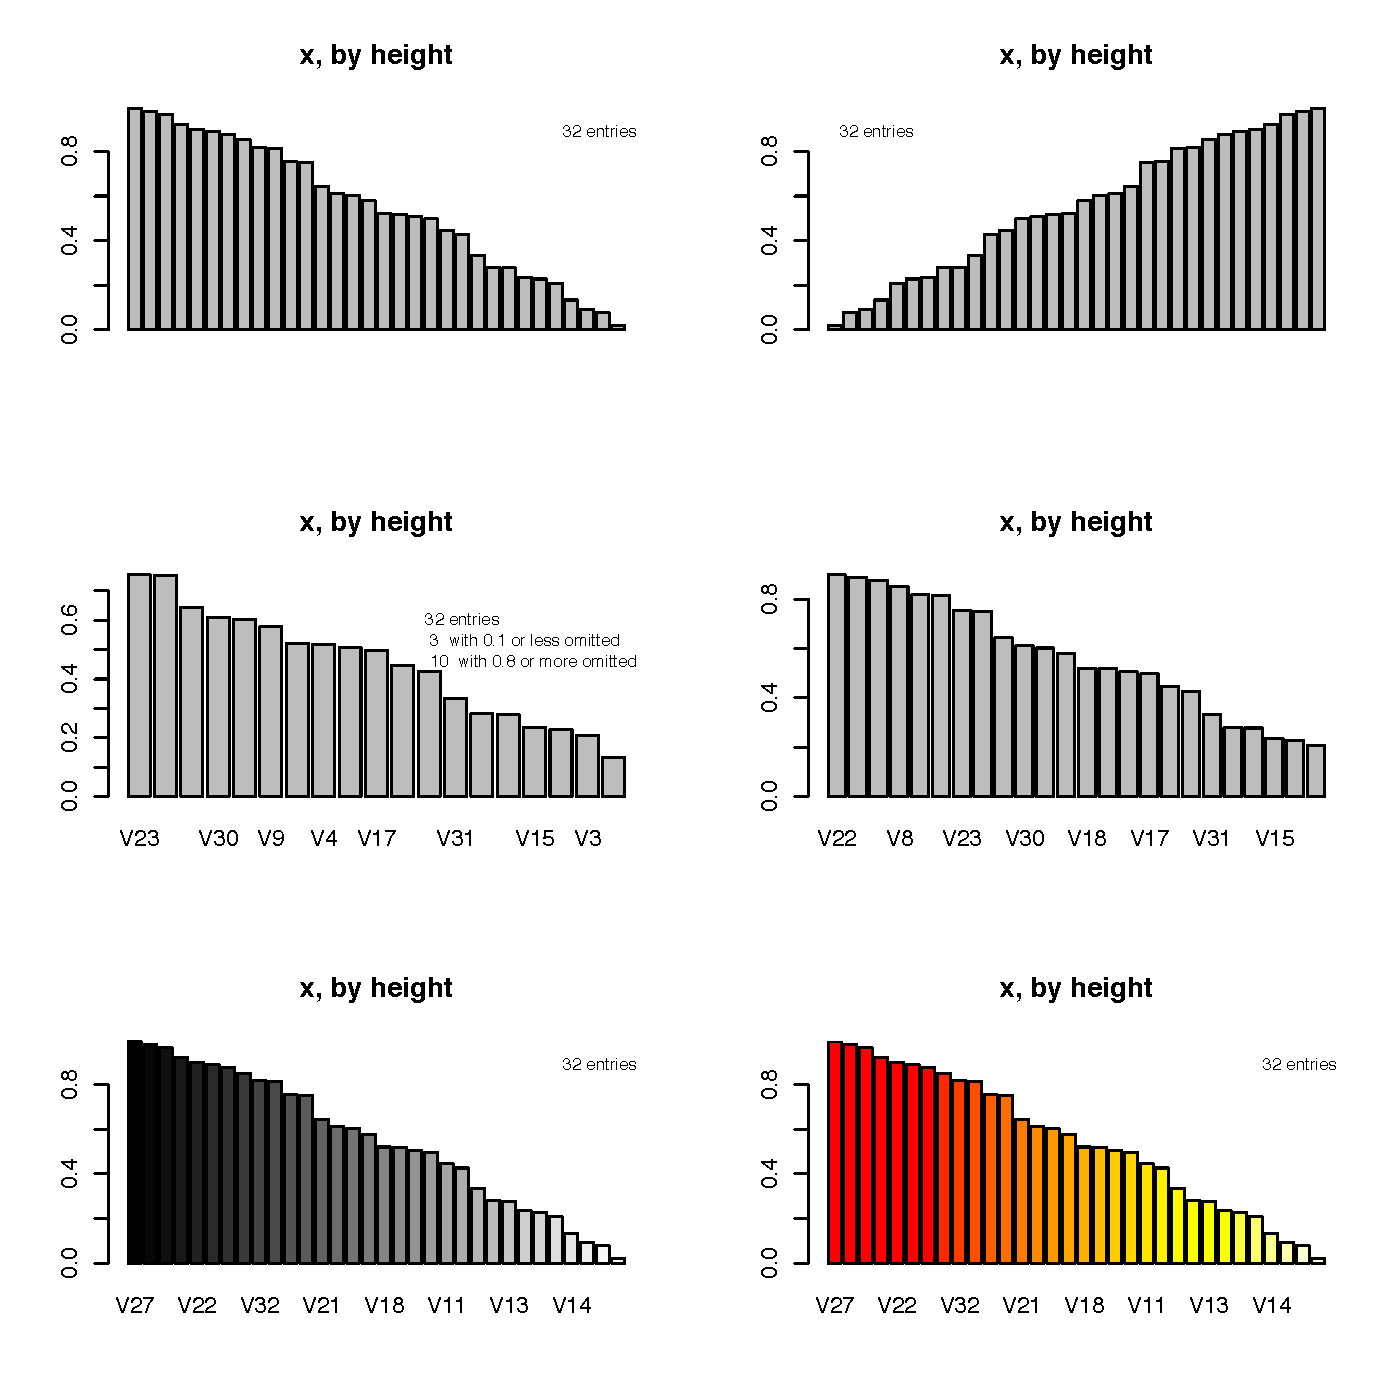 x, by height
32 entries
0.8
0.4
0.0
x, by height
32 entries
0.8
0.4
0.0
x, by height
32 entries
3 with 0.1 or less omitted
10 with 0.8 or more omitted
0.6
0.4
0.2
0.0
V23 V30 V9 V4 V17 V31 V15 V3
x, by height
0.8
0.4
0.0
V22 V8 V23 V30 V18 V17 V31 V15
x, by height
32 entries
0.8
0.4
0.0
V27 V22 V32 V21 V18 V11 V13 V14
x, by height
32 entries
0.8
0.4
0.0
V27 V22 V32 V21 V18 V11 V13 V14